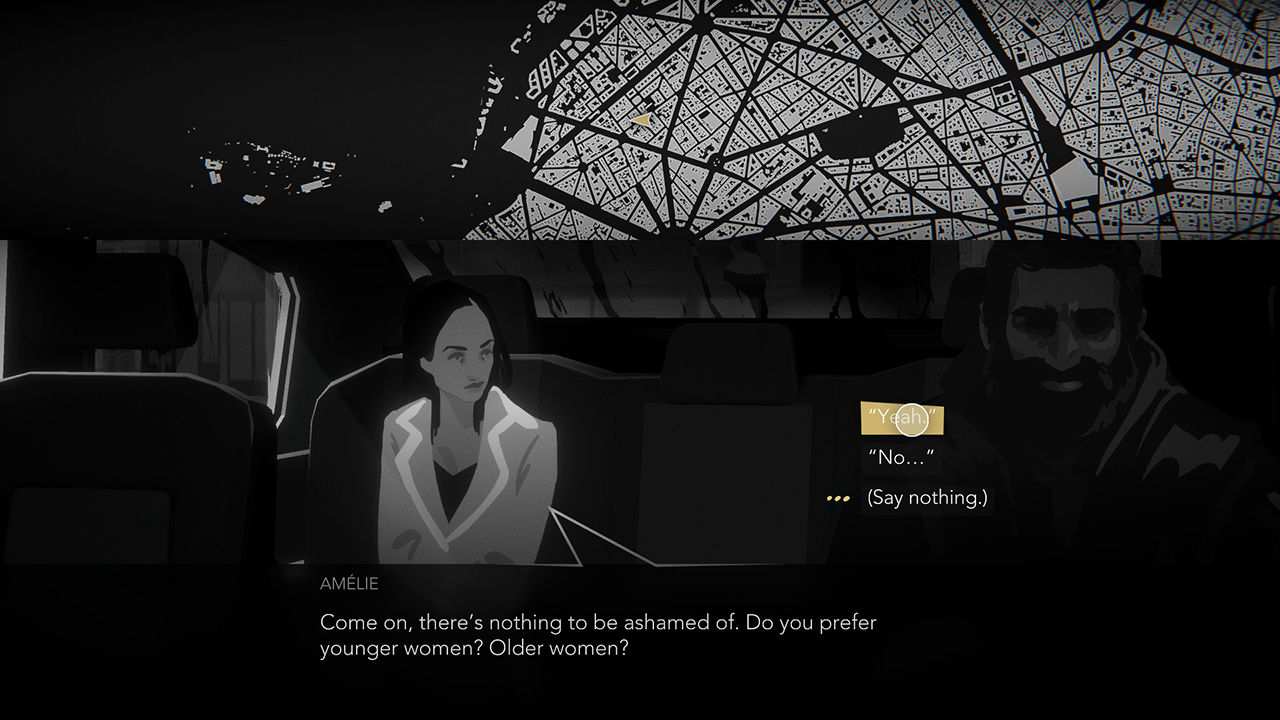 “Yeah.”
“No…”
(Say nothing.)
AMÉLIE
Come on, there’s nothing to be ashamed of. Do you prefer
younger women? Older women?